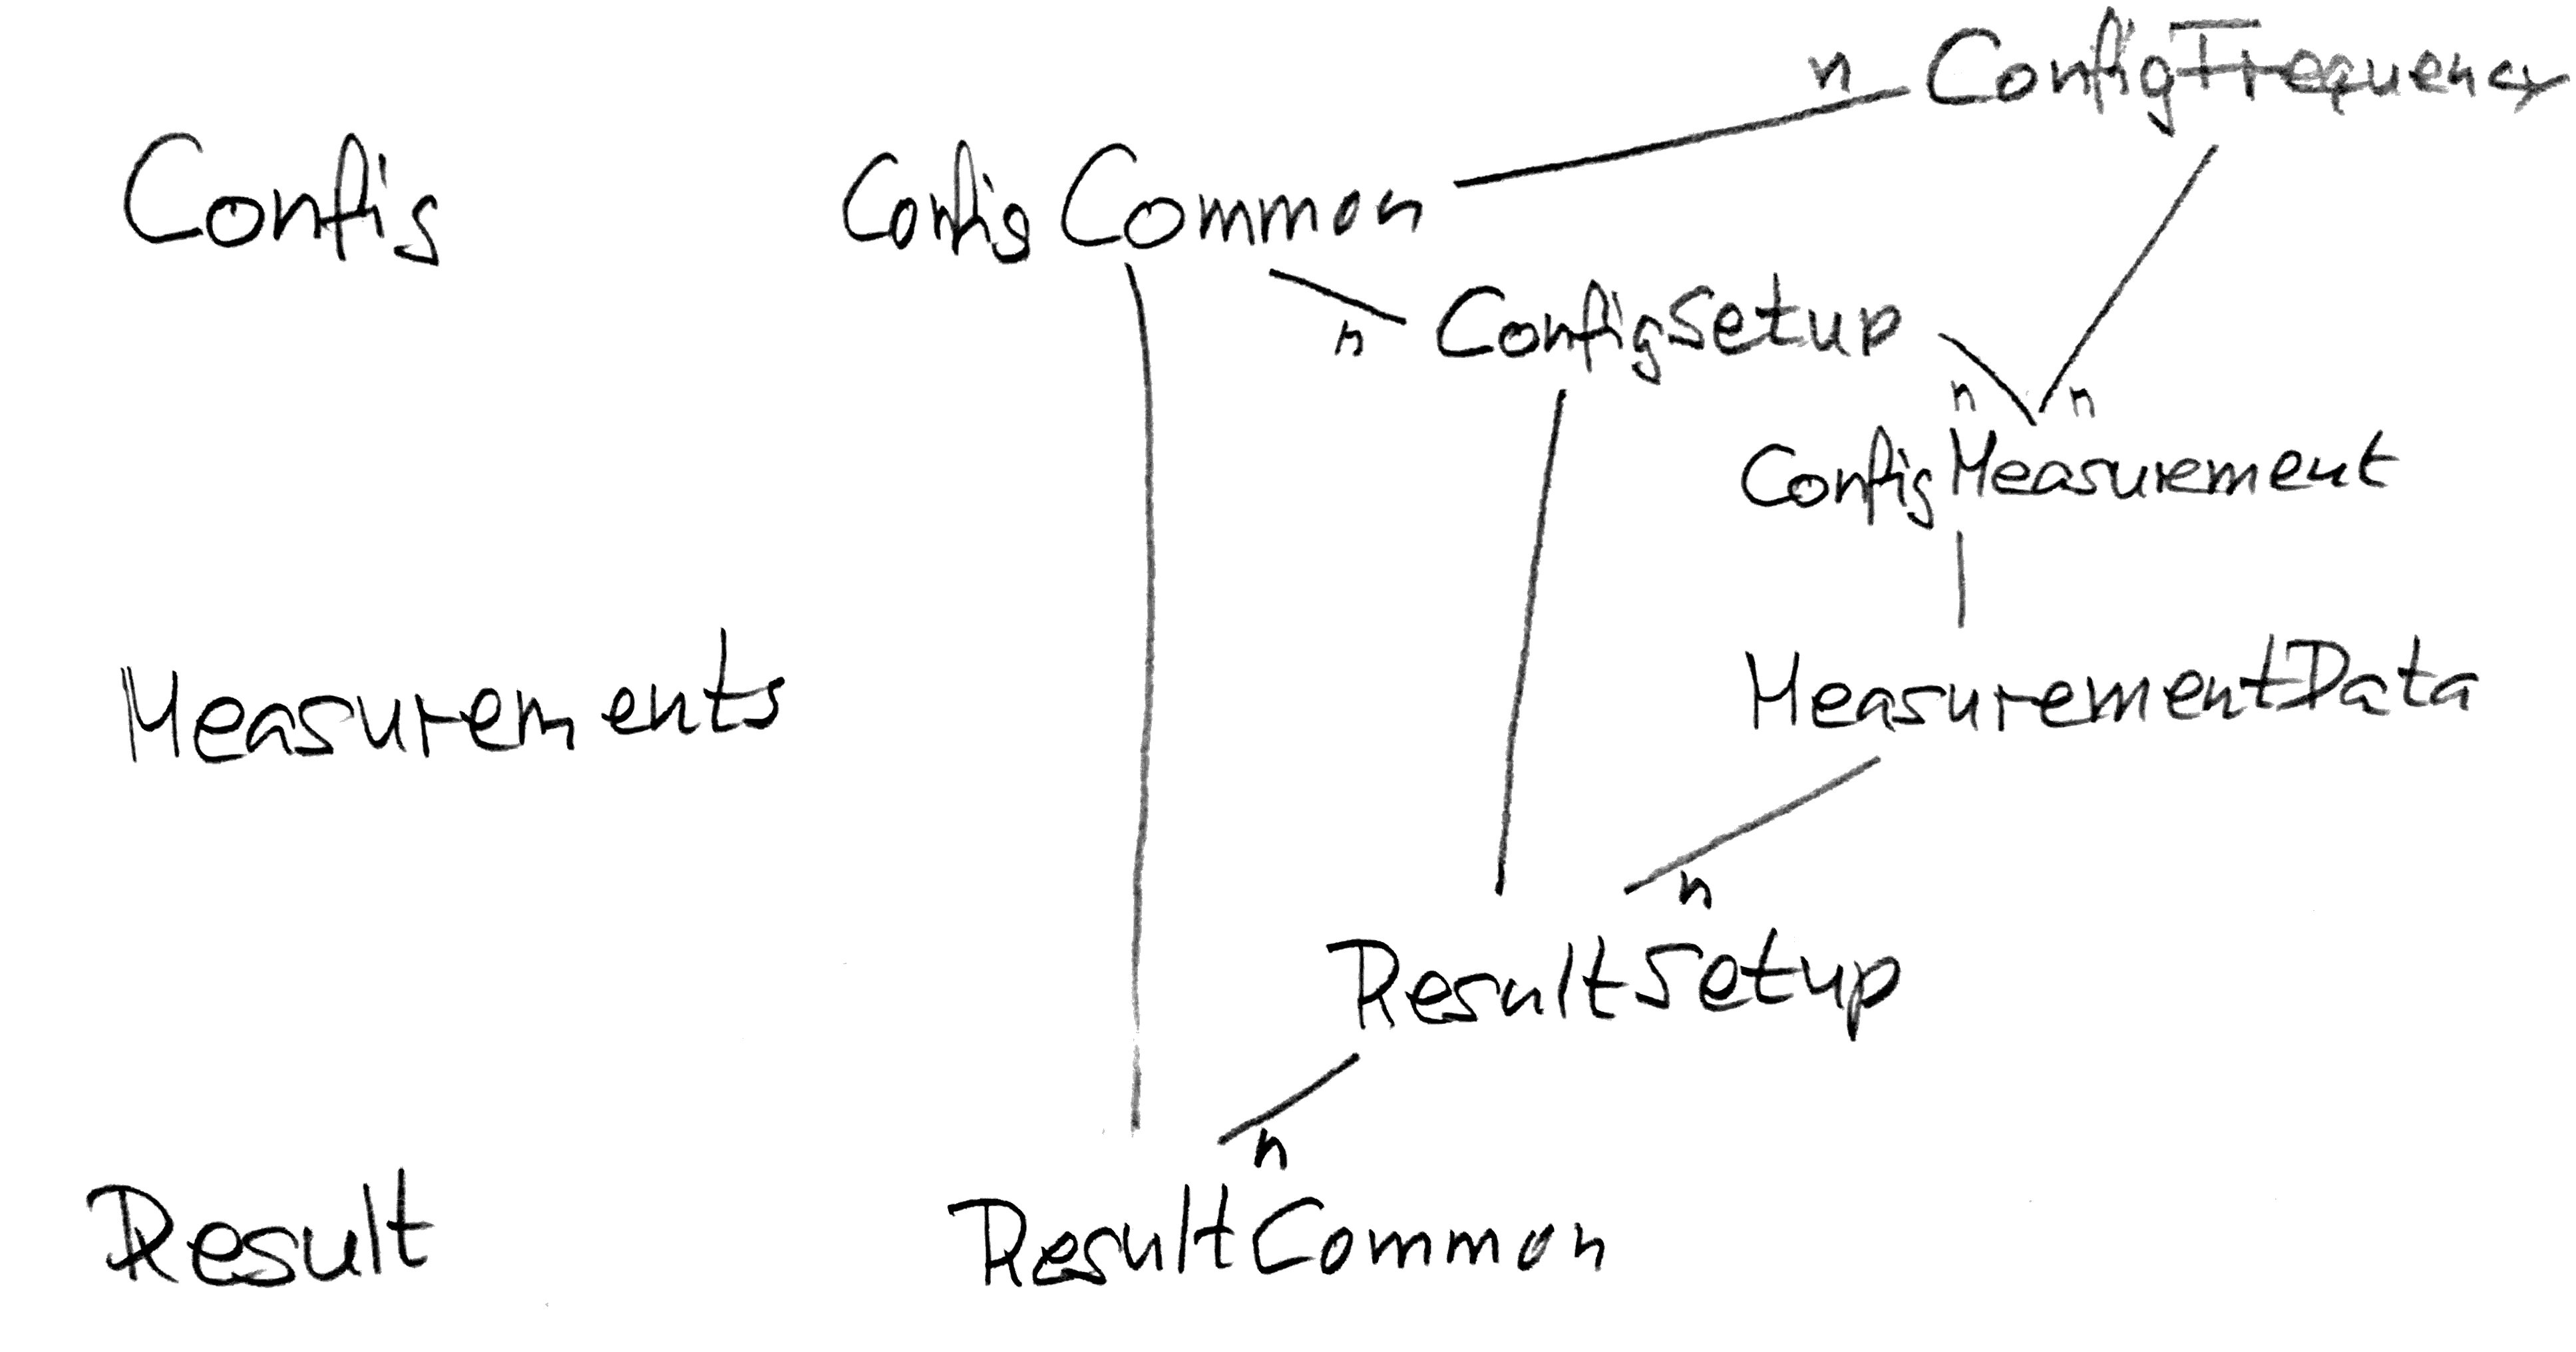 n ConfigFrequency
Config ConfigCommon
n ConfigSetup
n n
ConfigMeasurement
Measurements MeasurementData
n
ResultSetup
n
Result ResultCommon